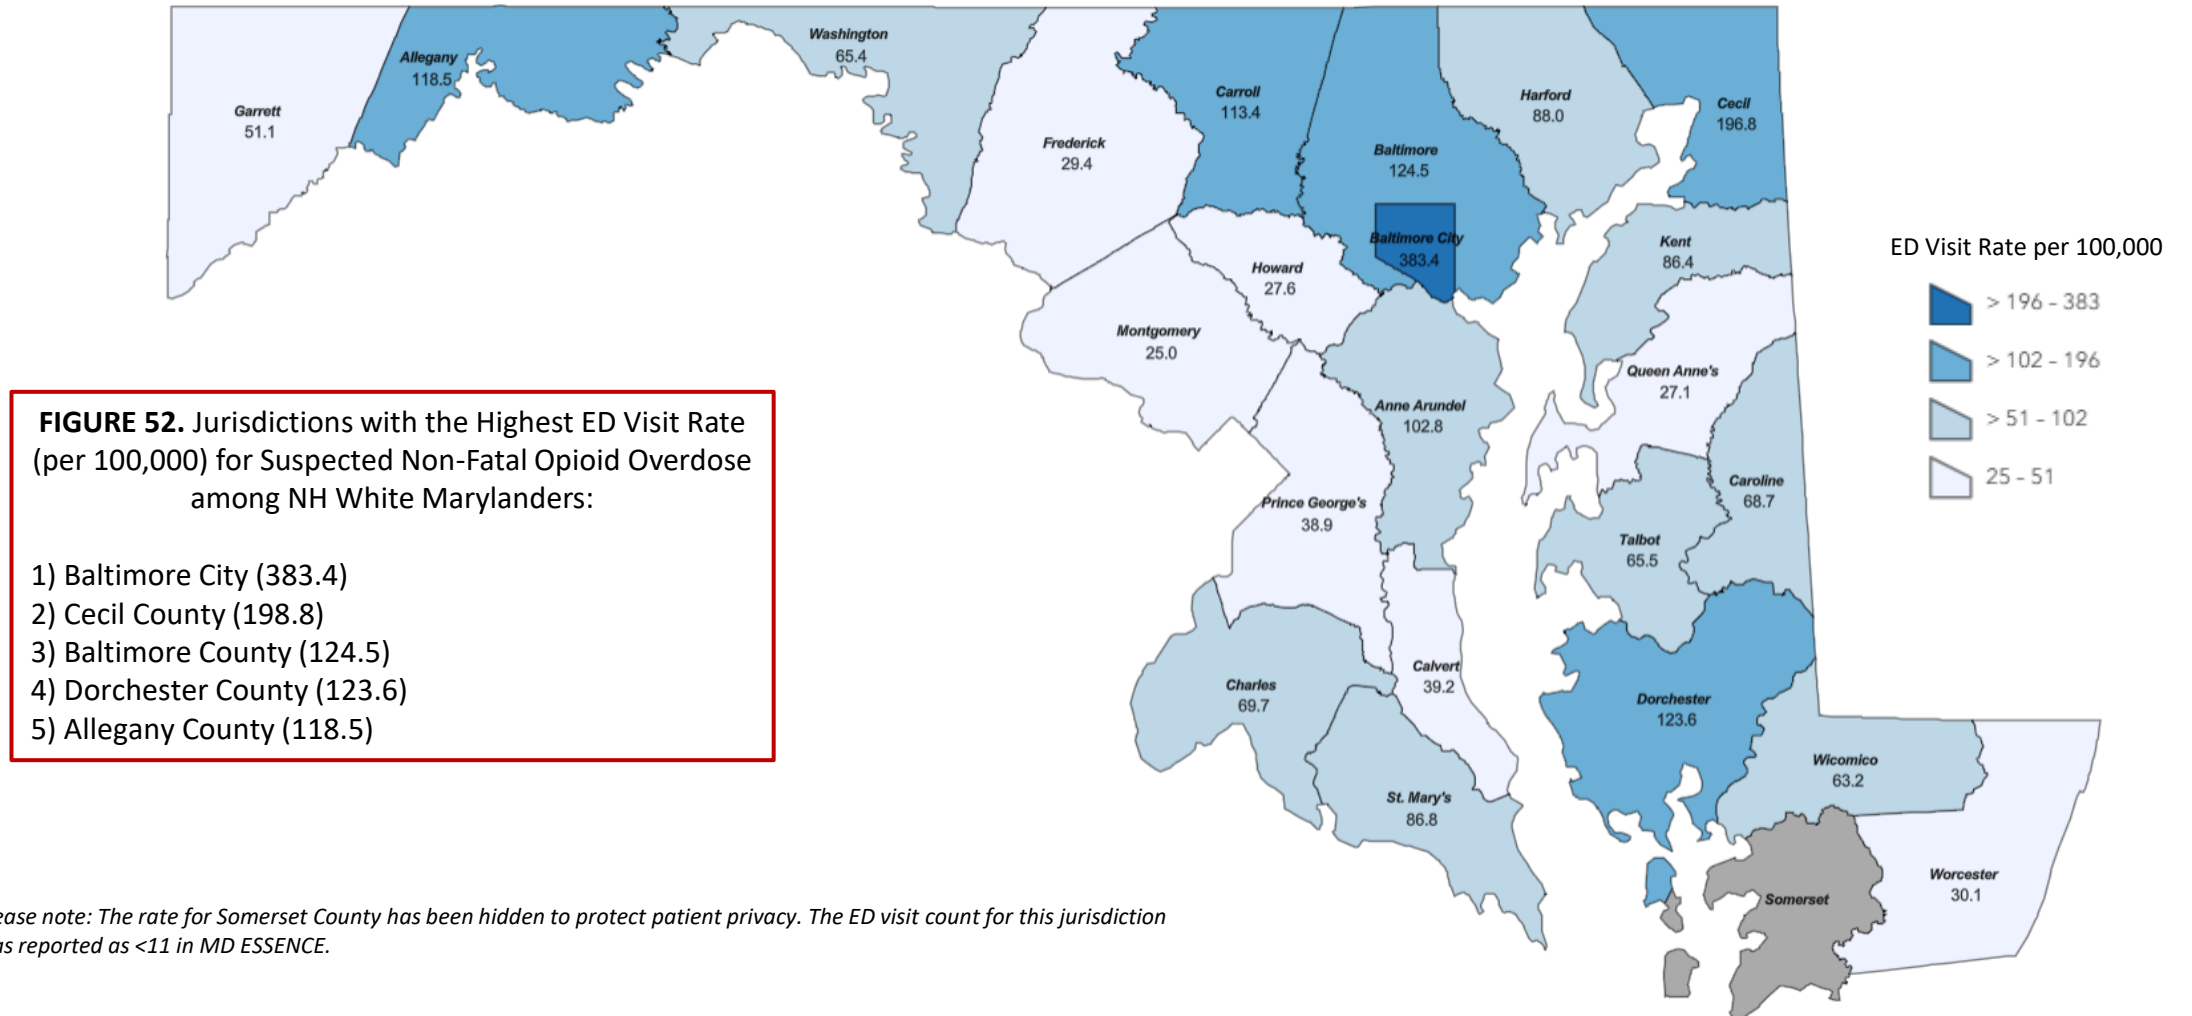 Garrett
51.1
Allegany
118.5
Washington
65.4
Frederick
29.4
Carroll
113.4
Baltimore
124.5
Baltimore City
383.4
Harford
88.0
Cecil
196.8
Howard
27.6
Montgomery
25.0
Kent
86.4
Queen Anne's
27.1
Anne Arundel
102.8
Prince George's
38.9
Caroline
68.7
Talbot
65.5
Calvert
39.2
Charles
69.7
St. Mary's
86.8
Dorchester
123.6
Wicomico
63.2
Somerset
Worcester
30.1
ED Visit Rate per 100,000
> 196 - 383
> 102 - 196
> 51 - 102
25 - 51
FIGURE 52. Jurisdictions with the Highest ED Visit Rate
(per 100,000) for Suspected Non-Fatal Opioid Overdose
among NH White Marylanders:
1) Baltimore City (383.4)
2) Cecil County (198.8)
3) Baltimore County (124.5)
4) Dorchester County (123.6)
5) Allegany County (118.5)
ease note: The rate for Somerset County has been hidden to protect patient privacy. The ED visit count for this jurisdiction
as reported as <11 in MD ESSENCE.